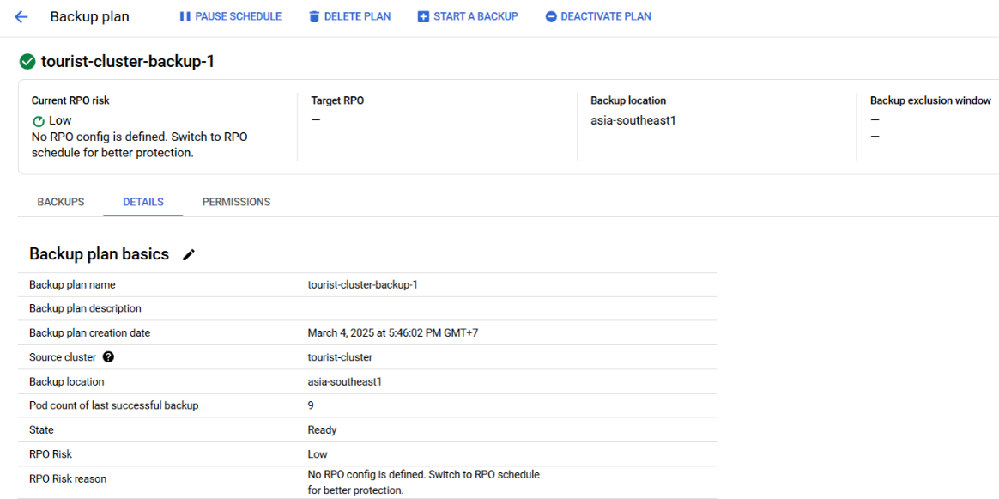 Backup plan PAUSE SCHEDULE DELETE PLAN START A BACKUP DEACTIVATE PLAN
tourist-cluster-backup-1
Current RPO risk Target RPO Backup location Backup exclusion window
Low — asia-southeast1 —
No RPO config is defined. Switch to RPO —
schedule for better protection.
BACKUPS DETAILS PERMISSIONS
Backup plan basics
Backup plan name tourist-cluster-backup-1
Backup plan description
Backup plan creation date March 4, 2025 at 5:46:02 PM GMT+7
Source cluster ? tourist-cluster
Backup location asia-southeast1
Pod count of last successful backup 9
State Ready
RPO Risk Low
RPO Risk reason No RPO config is defined. Switch to RPO schedule
for better protection.